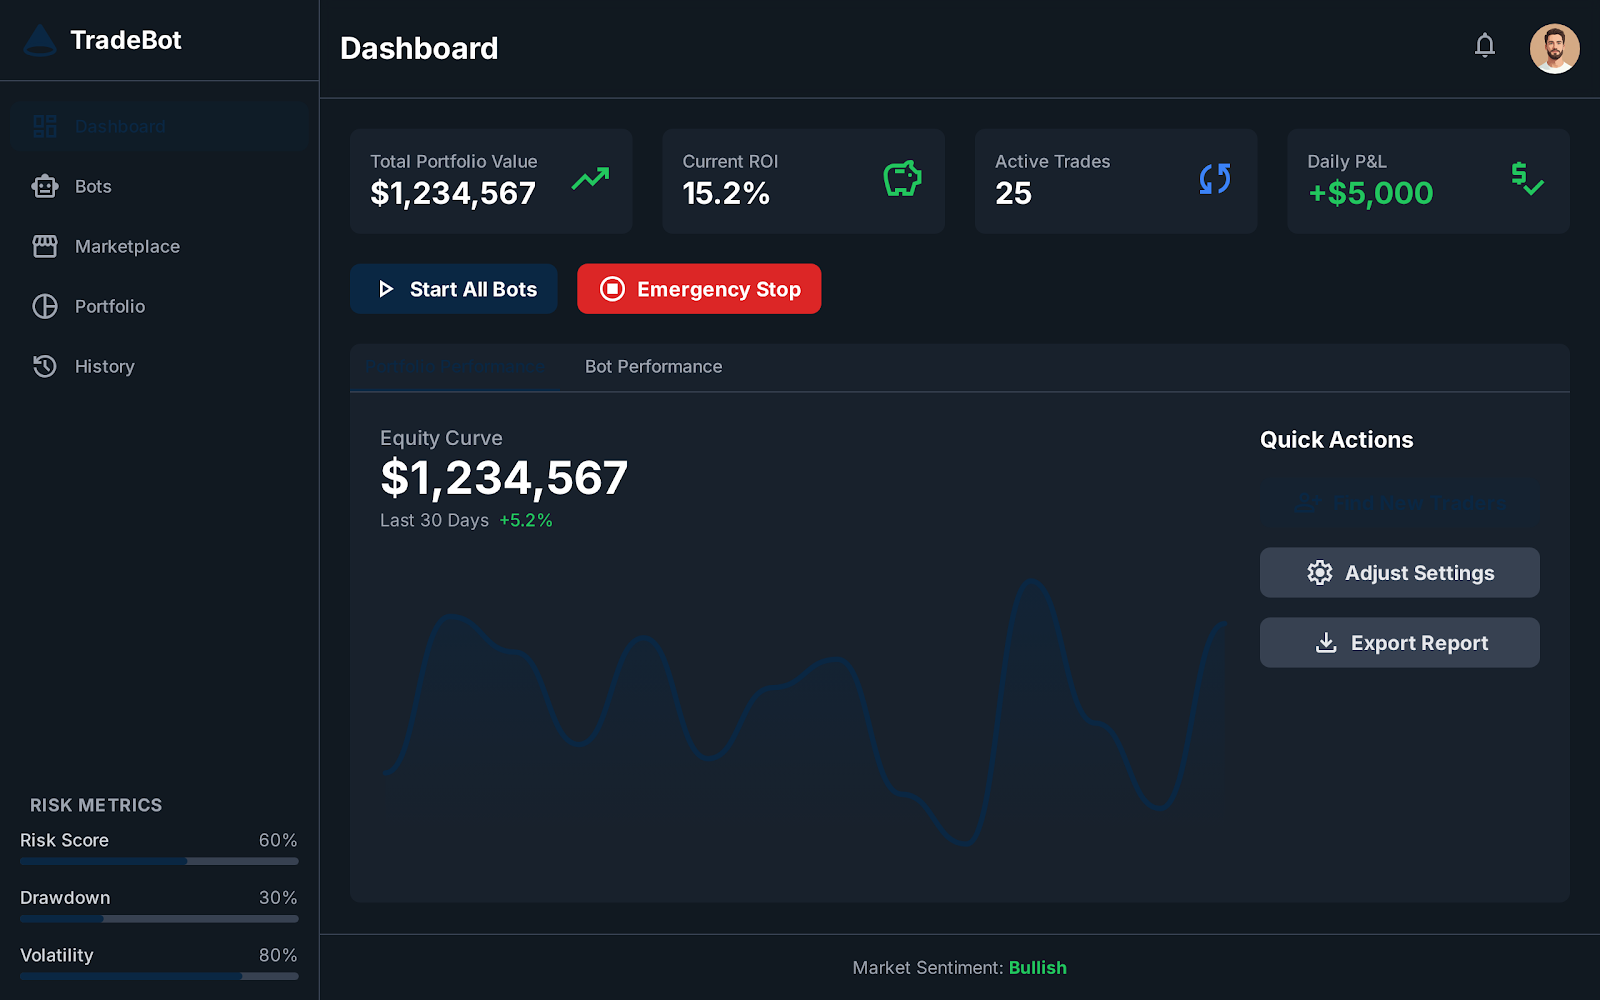 TradeBot
Dashboard
Bots
Marketplace
Portfolio
History
RISK METRICS
Risk Score 60%
Drawdown 30%
Volatility 80%
Dashboard
Total Portfolio Value
$1,234,567
Current ROI
15.2%
Active Trades
25
Daily P&L
+$5,000
Start All Bots
Emergency Stop
Portfolio Performance
Bot Performance
Equity Curve
$1,234,567
Last 30 Days +5.2%
Quick Actions
Find New Traders
Adjust Settings
Export Report
Market Sentiment: Bullish